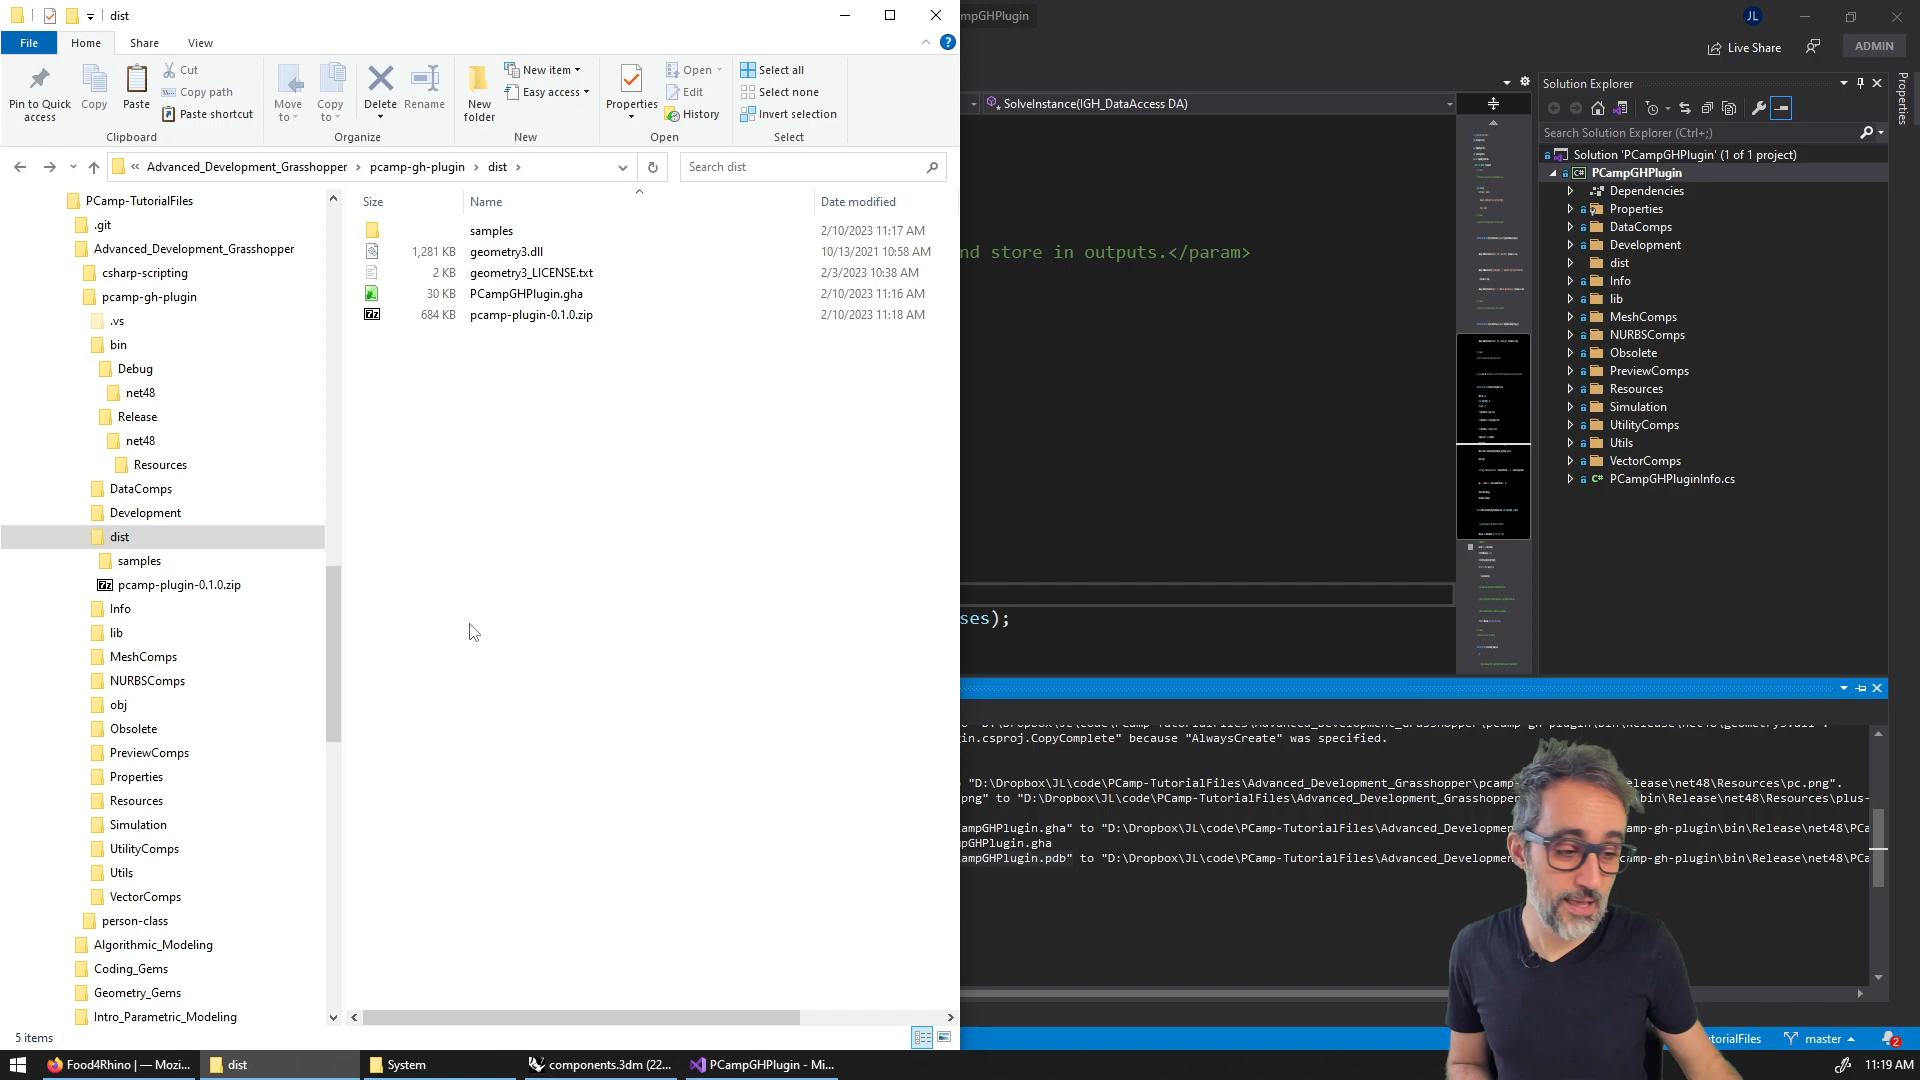 dist
File
Home
Share
View
Pin to Quick access
Copy
Paste
Cut
Copy path
Paste shortcut
Clipboard
Move to
Copy to
Delete
Rename
Organize
New folder
New item
Easy access
New
Properties
Open
Edit
History
Open
Select all
Select none
Invert selection
Select
« Advanced_Development_Grasshopper > pcamp-gh-plugin > dist >
Search dist
PCamp-TutorialFiles
.git
Advanced_Development_Grasshopper
csharp-scripting
pcamp-gh-plugin
.vs
bin
Debug
net48
Release
net48
Resources
DataComps
Development
dist
samples
pcamp-plugin-0.1.0.zip
Info
lib
MeshComps
NURBSComps
obj
Obsolete
PreviewComps
Properties
Resources
Simulation
UtilityComps
Utils
VectorComps
person-class
Algorithmic_Modeling
Coding_Gems
Geometry_Gems
Intro_Parametric_Modeling
Size Name Date modified
samples 2/10/2023 11:17 AM
1,281 KB geometry3.dll 10/13/2021 10:58 AM
2 KB geometry3_LICENSE.txt 2/3/2023 10:38 AM
30 KB PCampGHPlugin.gha 2/10/2023 11:16 AM
684 KB pcamp-plugin-0.1.0.zip 2/10/2023 11:18 AM
5 items
mpGHPlugin
JL
Live Share
ADMIN
SolveInstance(IGH_DataAccess DA)
nd store in outputs.</param>
ses);
Solution Explorer
Search Solution Explorer (Ctrl+;)
Solution 'PCampGHPlugin' (1 of 1 project)
PCampGHPlugin
Dependencies
Properties
DataComps
Development
dist
Info
lib
MeshComps
NURBSComps
Obsolete
PreviewComps
Resources
Simulation
UtilityComps
Utils
VectorComps
PCampGHPluginInfo.cs
Properties
in.csproj.CopyComplete" because "AlwaysCreate" was specified.
"D:\Dropbox\JL\code\PCamp-TutorialFiles\Advanced_Development_Grasshopper\pcamp- elease\net48\Resources\pc.png".
png" to "D:\Dropbox\JL\code\PCamp-TutorialFiles\Advanced_Development_Grasshopper bin\Release\net48\Resources\plus-
ampGHPlugin.gha" to "D:\Dropbox\JL\code\PCamp-TutorialFiles\Advanced_Developmen amp-gh-plugin\bin\Release\net48\PCa
pGHPlugin.gha
ampGHPlugin.pdb" to "D:\Dropbox\JL\code\PCamp-TutorialFiles\Advanced_Developmen amp-gh-plugin\bin\Release\net48\PCa
torialFiles
master
2
Food4Rhino | — Mozi...
dist
System
components.3dm (22...
PCampGHPlugin - Mi...
11:19 AM